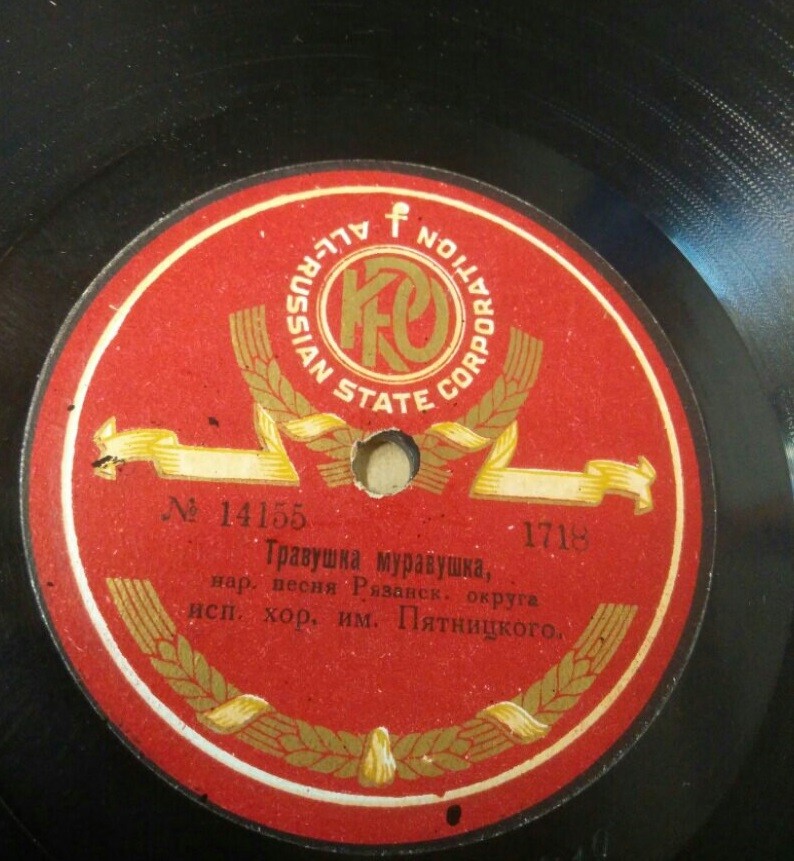 ALL-RUSSIAN STATE CORPORATION
№ 14155 1718
Травушка муравушка,
нар. песня Рязанск. округа
исп. хор. им. Пятницкого.